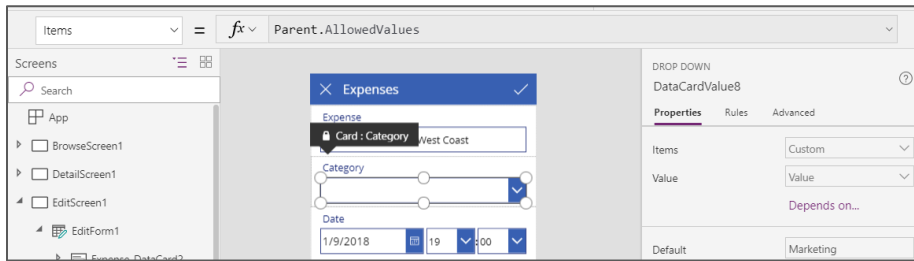 Items = fx Parent.AllowedValues
Screens
Search
App
BrowseScreen1
DetailScreen1
EditScreen1
EditForm1
Expense_DataCard2
Expenses
Expense
Card : Category
West Coast
Category
Date
1/9/2018 19 : 00
DROP DOWN
DataCardValue8
?
Properties Rules Advanced
Items Custom
Value Value
Depends on...
Default Marketing